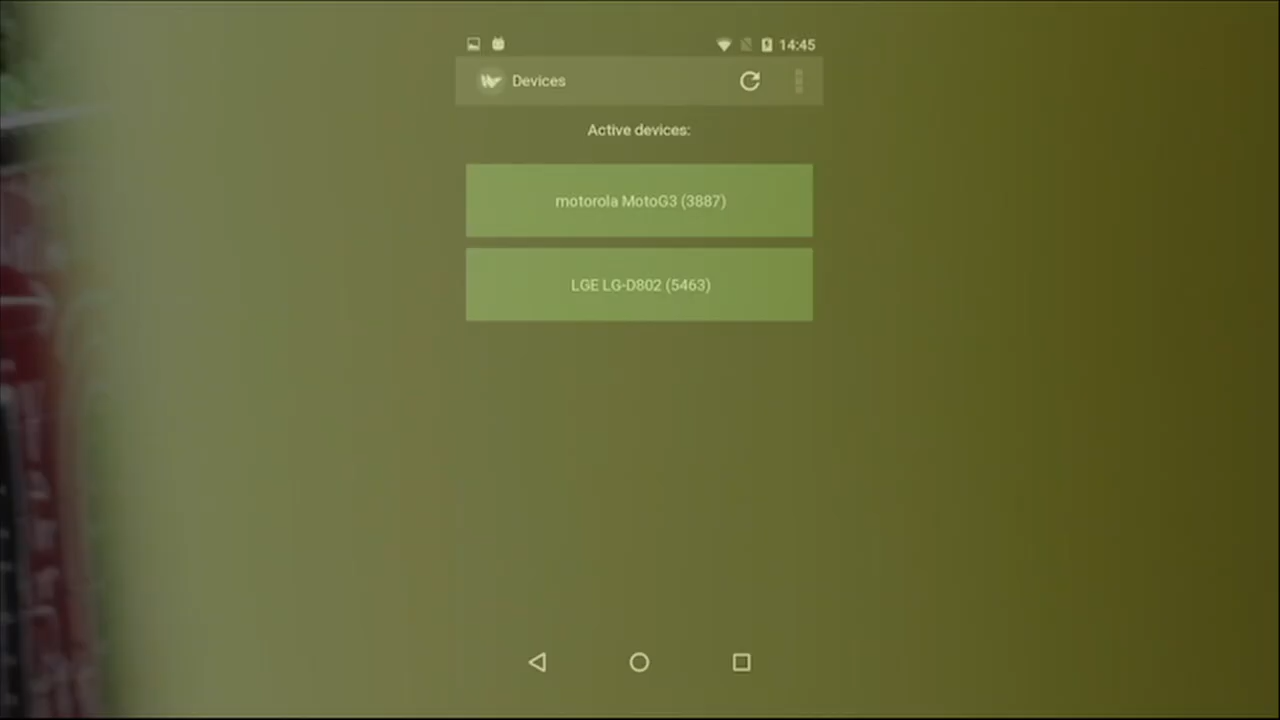 14:45
Devices
Active devices:
motorola MotoG3 (3887)
LGE LG-D802 (5463)